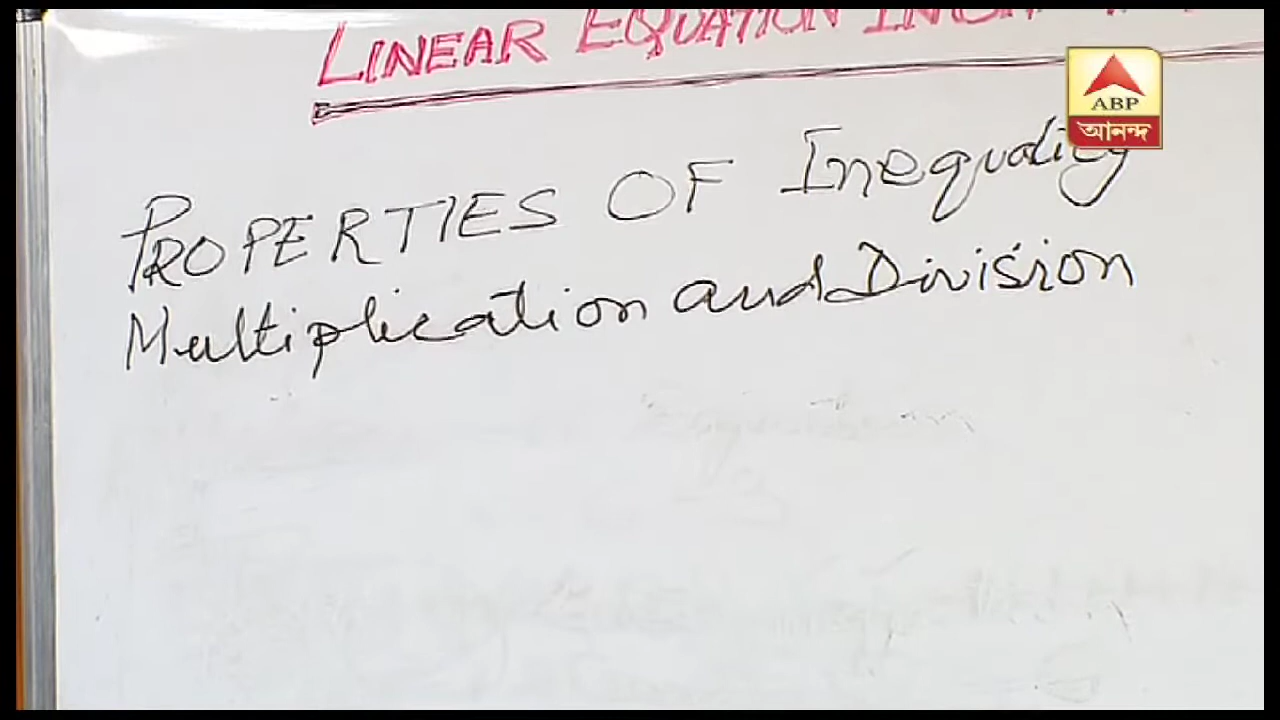 LINEAR EQUATION
ABP
আনন্দ
PROPERTIES OF Inequality
Multiplication and Division